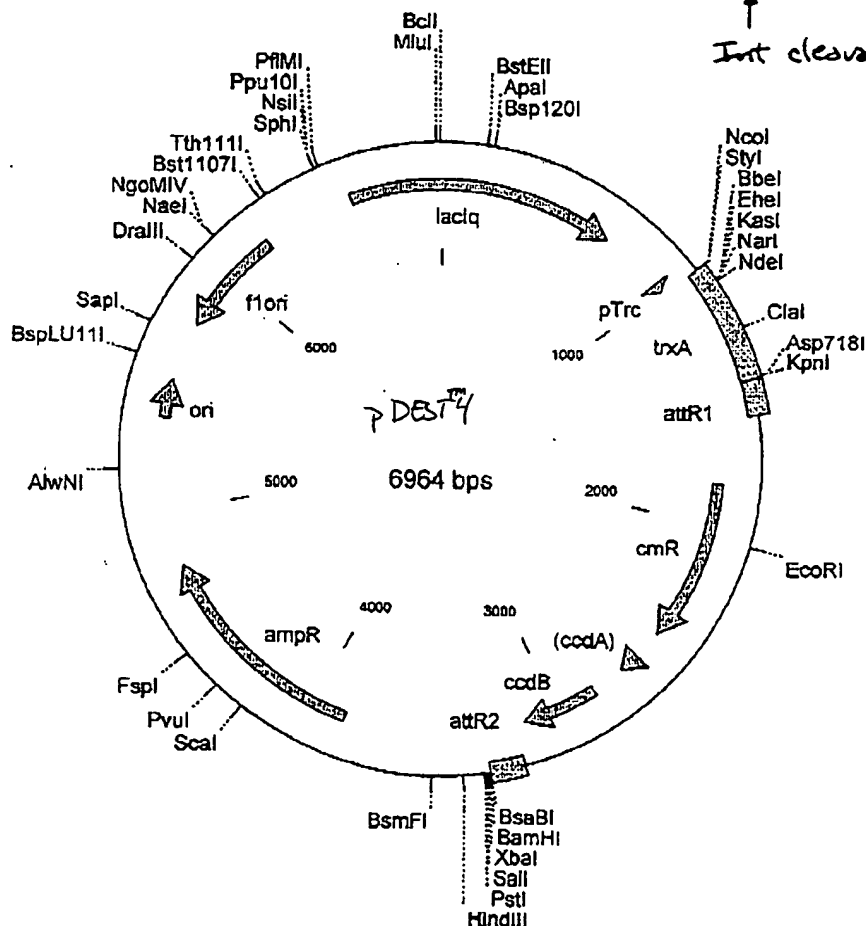 Int
BclI
MluI
PflMI
Ppu10I
NsiI
SphI
BstEII
ApaI
Bsp120I
Tth111I
Bst1107I
NgoMIV
NaeI
DraIII
NcoI
StyI
BbeI
EheI
KasI
NarI
NdeI
lacIq
f1ori
6000
pTrc
1000
trxA
ClaI
Asp718I
KpnI
SapI
BspLU11I
ori
pDEST™4
attR1
AlwNI
5000
6964 bps
2000
cmR
EcoRI
ampR
4000
3000
(ccdA)
ccdB
attR2
FspI
PvuI
ScaI
BsmFI
BsaBI
BamHI
XbaI
SalI
PstI
HindIII